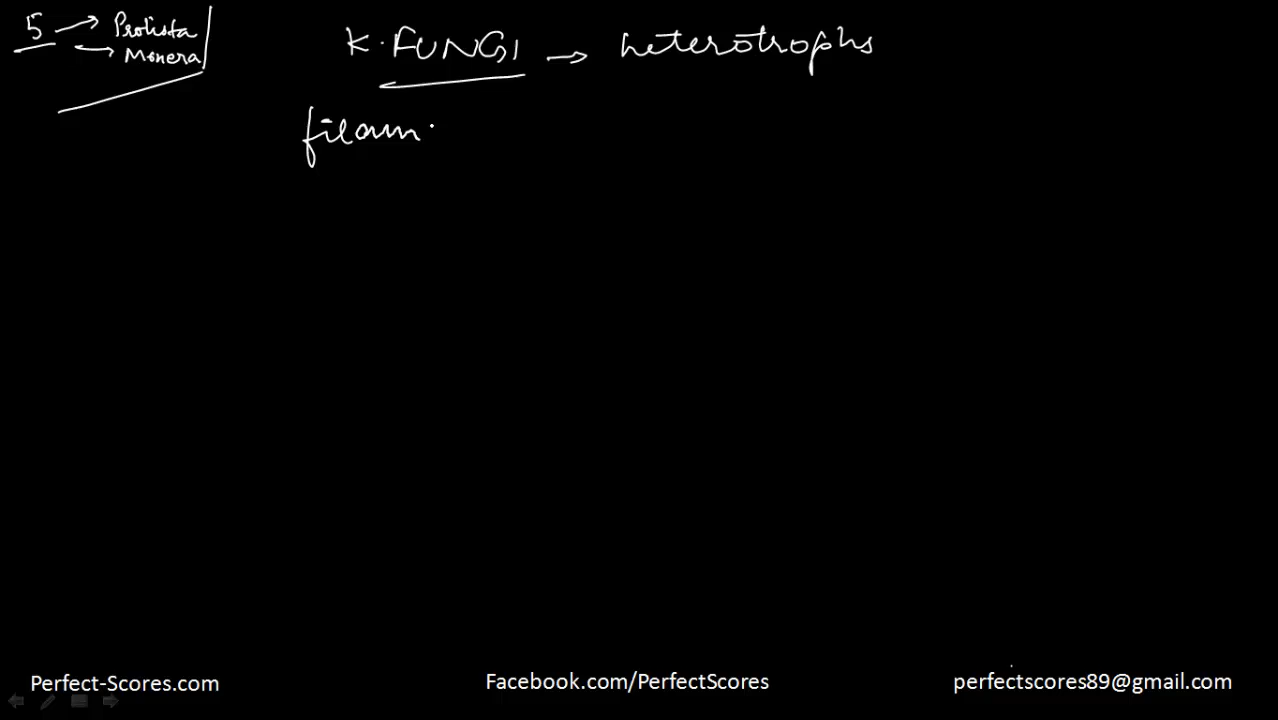 5 → Protista
→ Monera
K. FUNGI → heterotrophs
filam
Perfect-Scores.com
Facebook.com/PerfectScores
perfectscores89@gmail.com